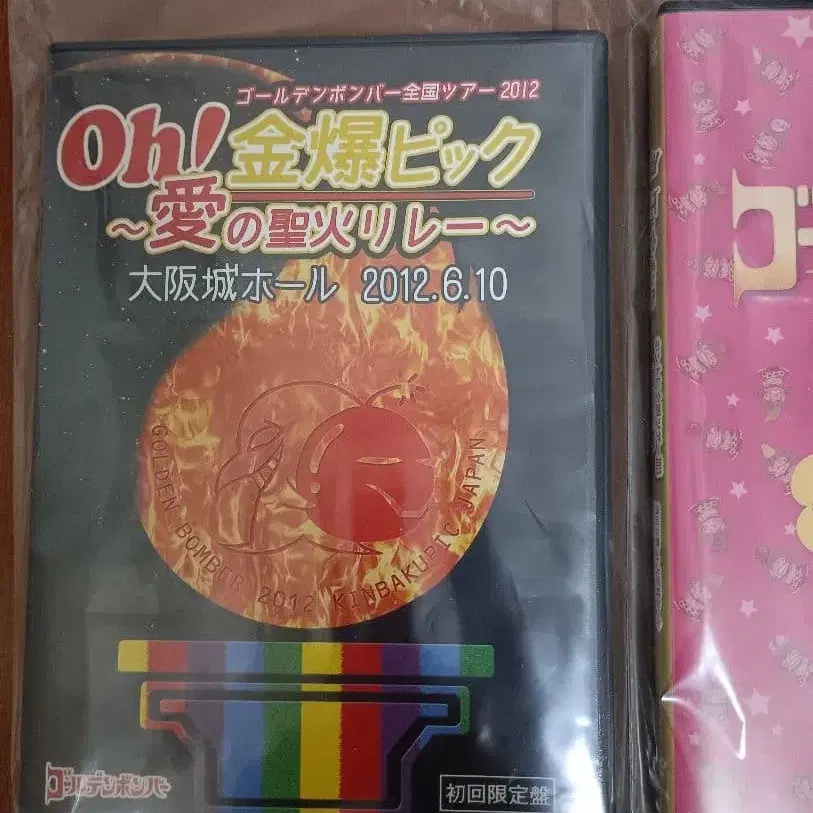 ゴールデンボンバー全国ツアー2012
Oh!金爆ピック
～愛の聖火リレー～
大阪城ホール 2012.6.10
GOLDEN BOMBER 2012 KINBAKUPIC JAPAN
ゴールデンボンバー
初回限定盤
ゴー